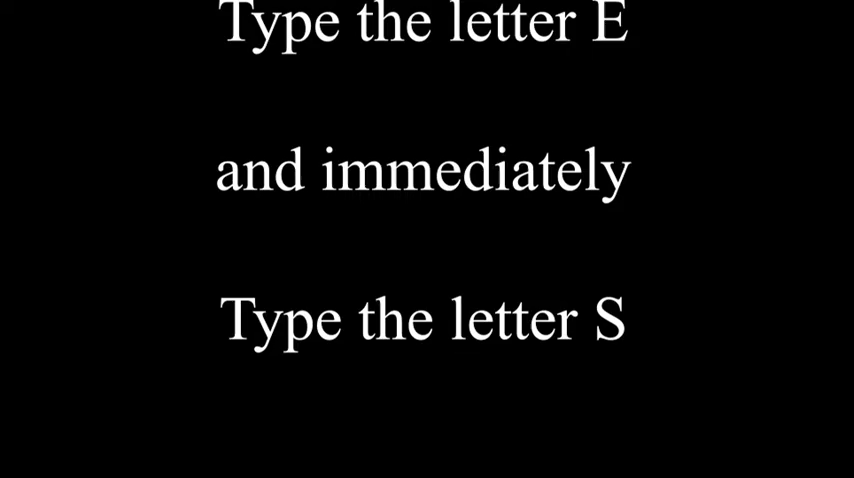 Type the letter E
and immediately
Type the letter S